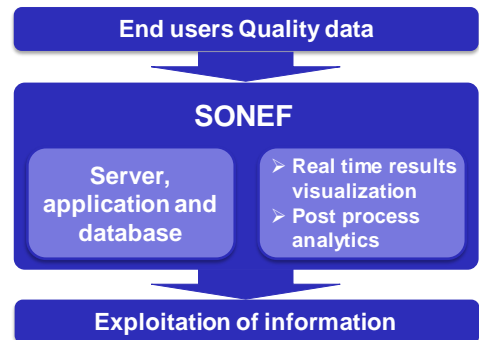 End users Quality data
SONEF
Server,
application and
database
➢ Real time results
visualization
➢ Post process
analytics
Exploitation of information